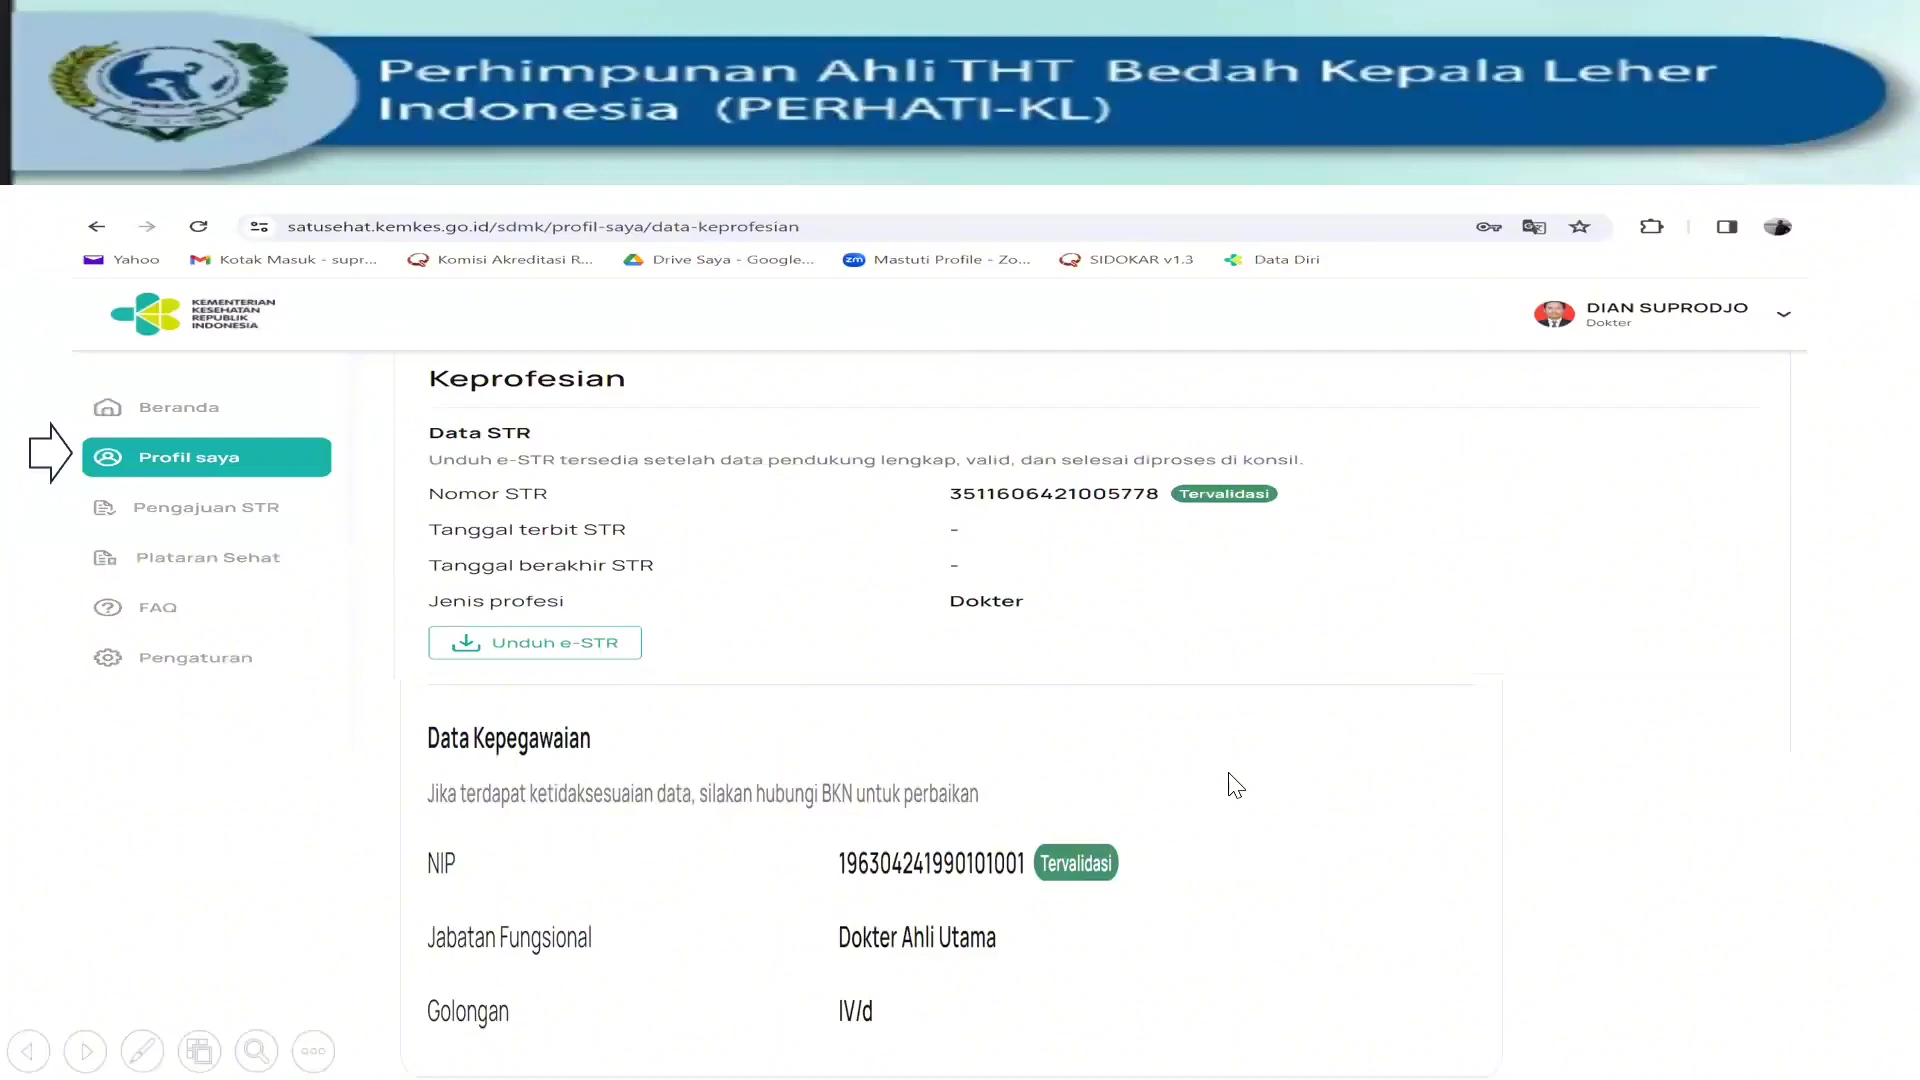 Perhimpunan Ahli THT Bedah Kepala Leher
Indonesia (PERHATI-KL)
satusehat.kemkes.go.id/sdmk/profil-saya/data-keprofesian
Yahoo
Kotak Masuk - supr...
Komisi Akreditasi R...
Drive Saya - Google...
zm
Mastuti Profile - Zo...
SIDOKAR v1.3
Data Diri
KEMENTERIAN
KESEHATAN
REPUBLIK
INDONESIA
DIAN SUPRODJO
Dokter
Beranda
Profil saya
Pengajuan STR
Plataran Sehat
FAQ
Pengaturan
Keprofesian
Data STR
Unduh e-STR tersedia setelah data pendukung lengkap, valid, dan selesai diproses di konsil.
Nomor STR 3511606421005778 Tervalidasi
Tanggal terbit STR -
Tanggal berakhir STR -
Jenis profesi Dokter
Unduh e-STR
Data Kepegawaian
Jika terdapat ketidaksesuaian data, silakan hubungi BKN untuk perbaikan
NIP 196304241990101001 Tervalidasi
Jabatan Fungsional Dokter Ahli Utama
Golongan IV/d